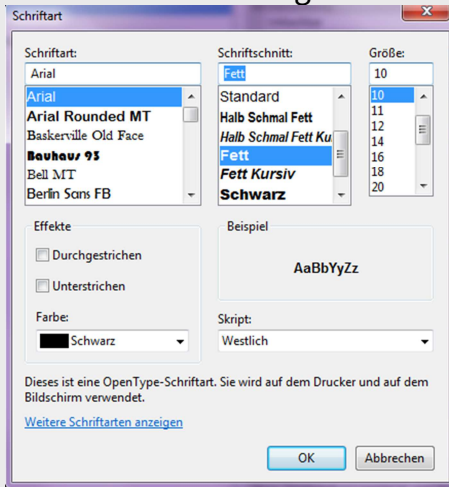 Schriftart
Schriftart:
Arial
Arial
Arial Rounded MT
Baskerville Old Face
Bauhaus 93
Bell MT
Berlin Sans FB
Schriftschnitt:
Fett
Standard
Halb Schmal Fett
Halb Schmal Fett Ku
Fett
Fett Kursiv
Schwarz
Größe:
10
10
11
12
14
16
18
20
Effekte
Durchgestrichen
Unterstrichen
Farbe:
Schwarz
Beispiel
AaBbYyZz
Skript:
Westlich
Dieses ist eine OpenType-Schriftart. Sie wird auf dem Drucker und auf dem
Bildschirm verwendet.
Weitere Schriftarten anzeigen
OK
Abbrechen